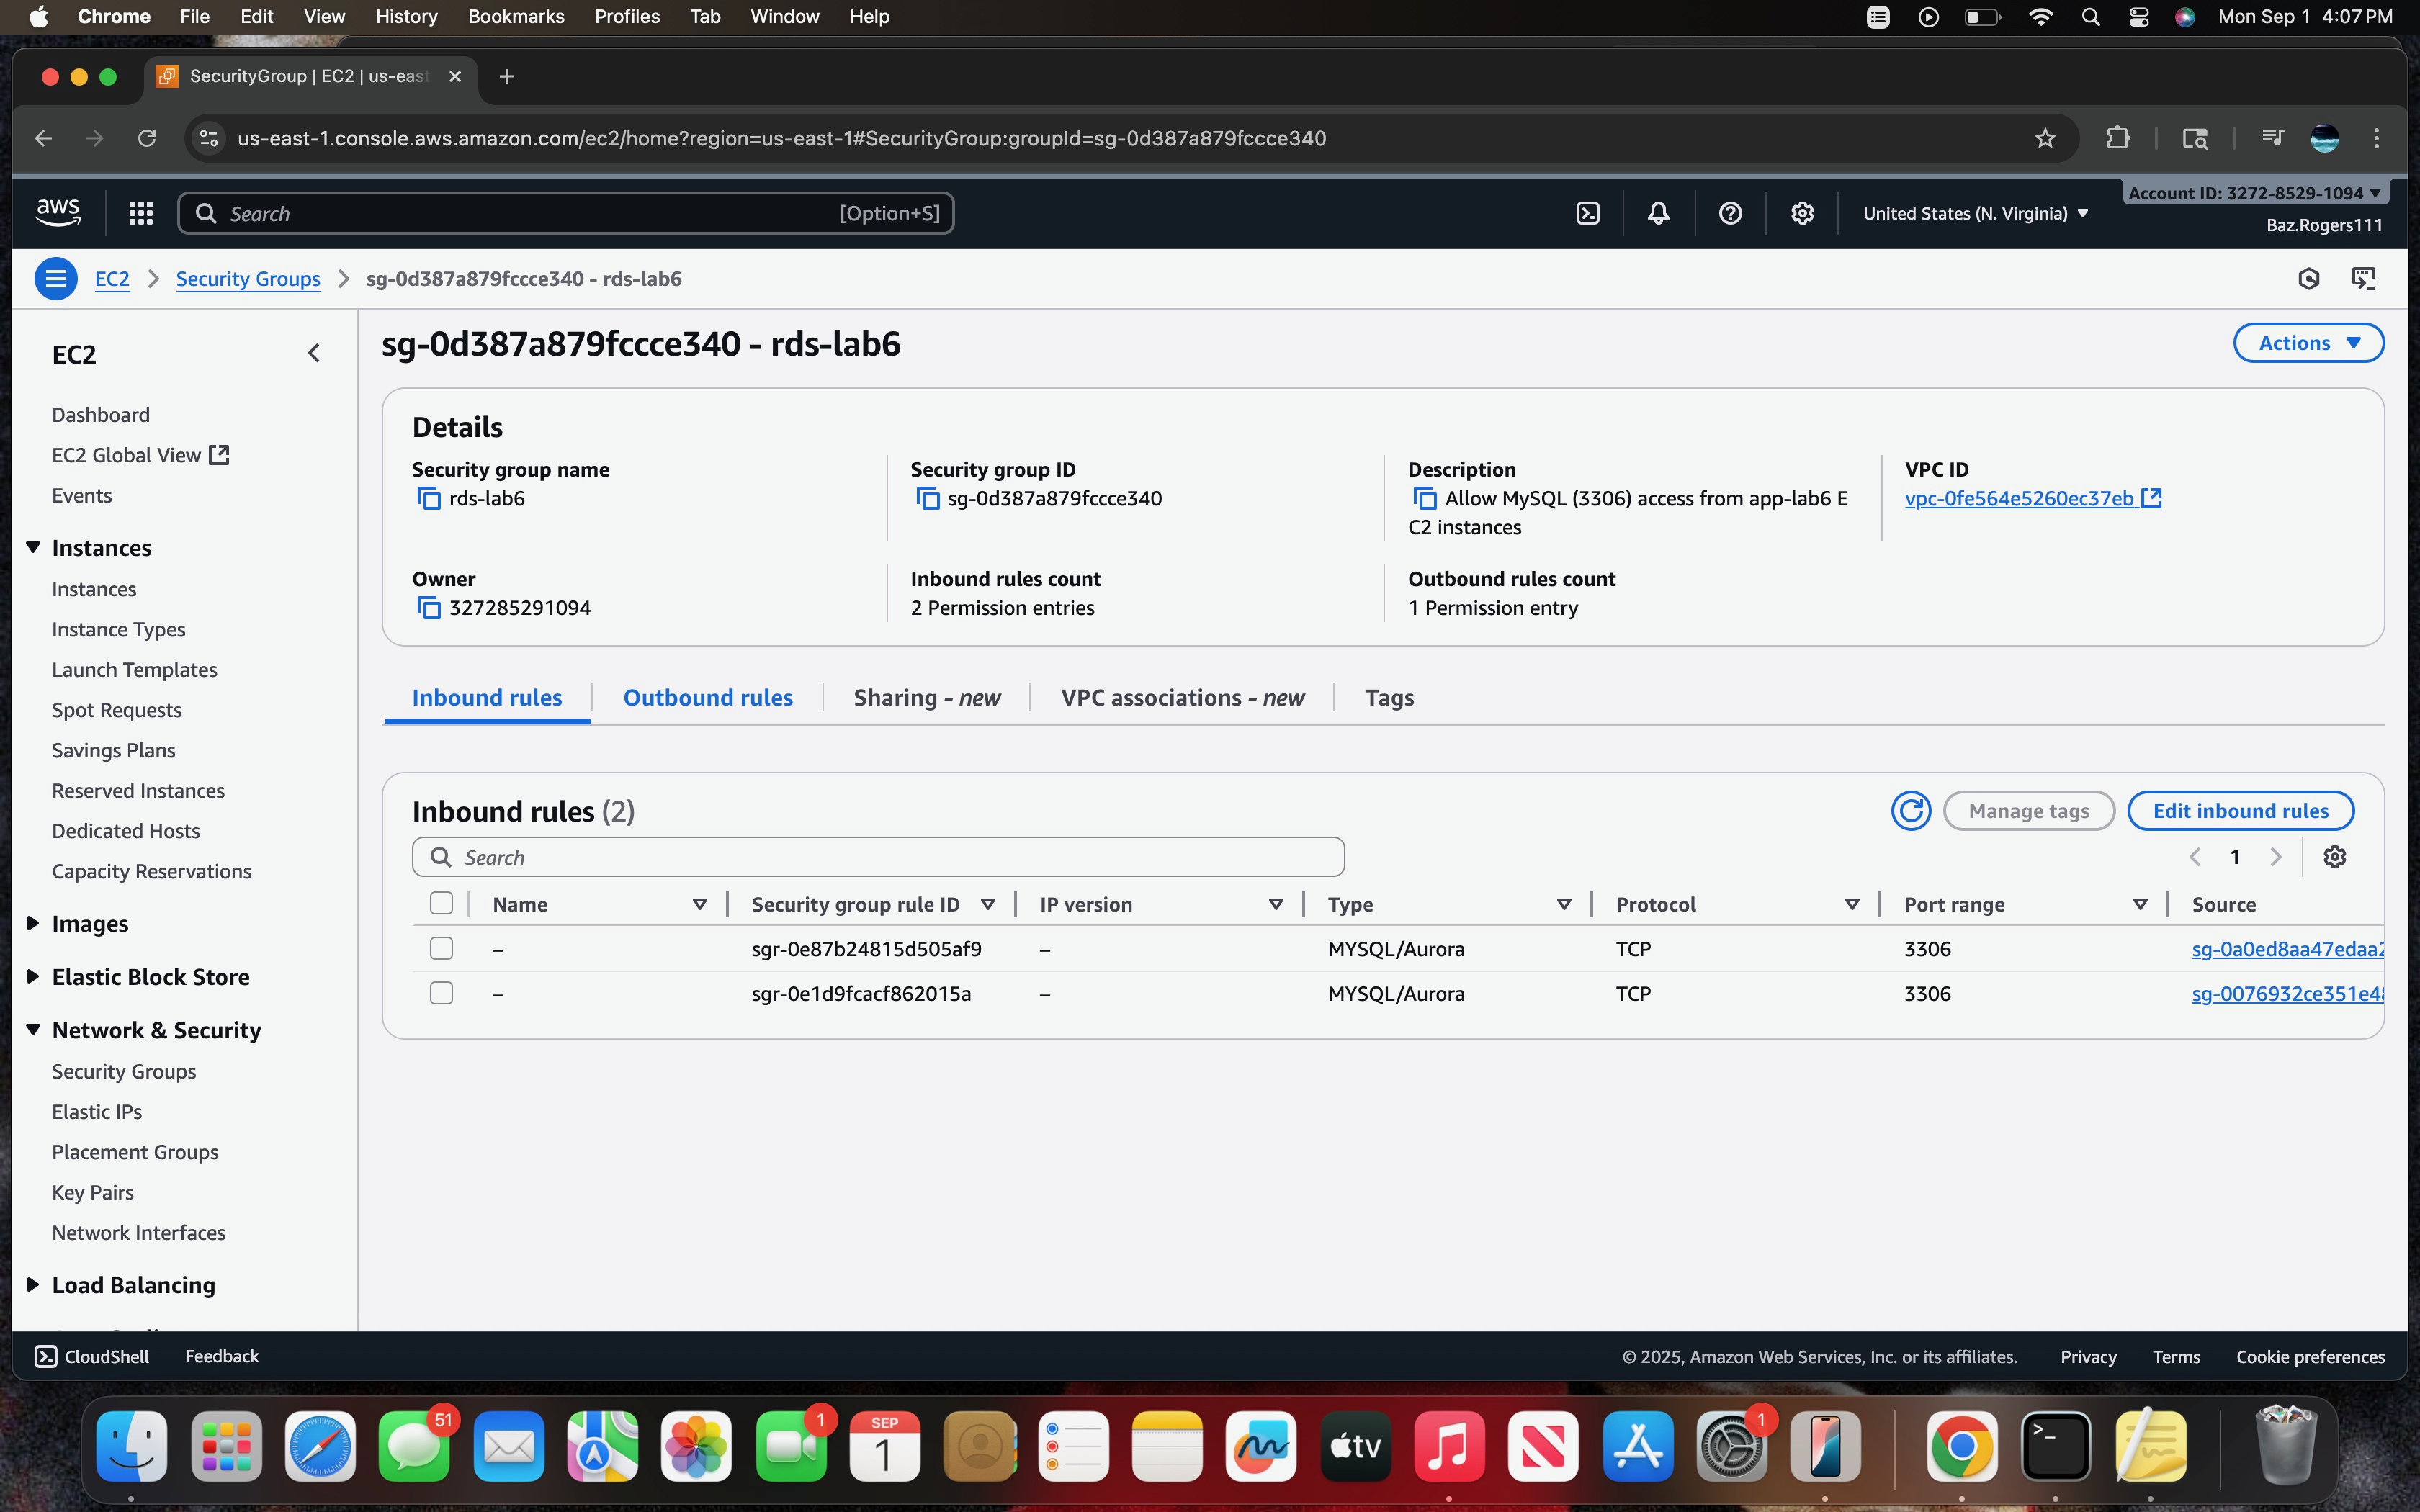 Chrome File Edit View History Bookmarks Profiles Tab Window Help Mon Sep 1 4:07 PM
SecurityGroup | EC2 | us-east
us-east-1.console.aws.amazon.com/ec2/home?region=us-east-1#SecurityGroup:groupId=sg-0d387a879fccce340
aws Search [Option+S] United States (N. Virginia) Account ID: 3272-8529-1094
Baz.Rogers111
EC2 Security Groups sg-0d387a879fccce340 - rds-lab6
EC2
Dashboard
EC2 Global View
Events
Instances
Instances
Instance Types
Launch Templates
Spot Requests
Savings Plans
Reserved Instances
Dedicated Hosts
Capacity Reservations
Images
Elastic Block Store
Network & Security
Security Groups
Elastic IPs
Placement Groups
Key Pairs
Network Interfaces
Load Balancing
sg-0d387a879fccce340 - rds-lab6
Actions
Details
Security group name
rds-lab6
Security group ID
sg-0d387a879fccce340
Description
Allow MySQL (3306) access from app-lab6 E
C2 instances
VPC ID
vpc-0fe564e5260ec37eb
Owner
327285291094
Inbound rules count
2 Permission entries
Outbound rules count
1 Permission entry
Inbound rules Outbound rules Sharing - new VPC associations - new Tags
Inbound rules (2)
Manage tags Edit inbound rules
Search
1
Name Security group rule ID IP version Type Protocol Port range Source
– sgr-0e87b24815d505af9 – MYSQL/Aurora TCP 3306 sg-0a0ed8aa47edaa2
– sgr-0e1d9fcacf862015a – MYSQL/Aurora TCP 3306 sg-0076932ce351e4
CloudShell Feedback © 2025, Amazon Web Services, Inc. or its affiliates. Privacy Terms Cookie preferences
51
1
SEP
1
tv
1
>_